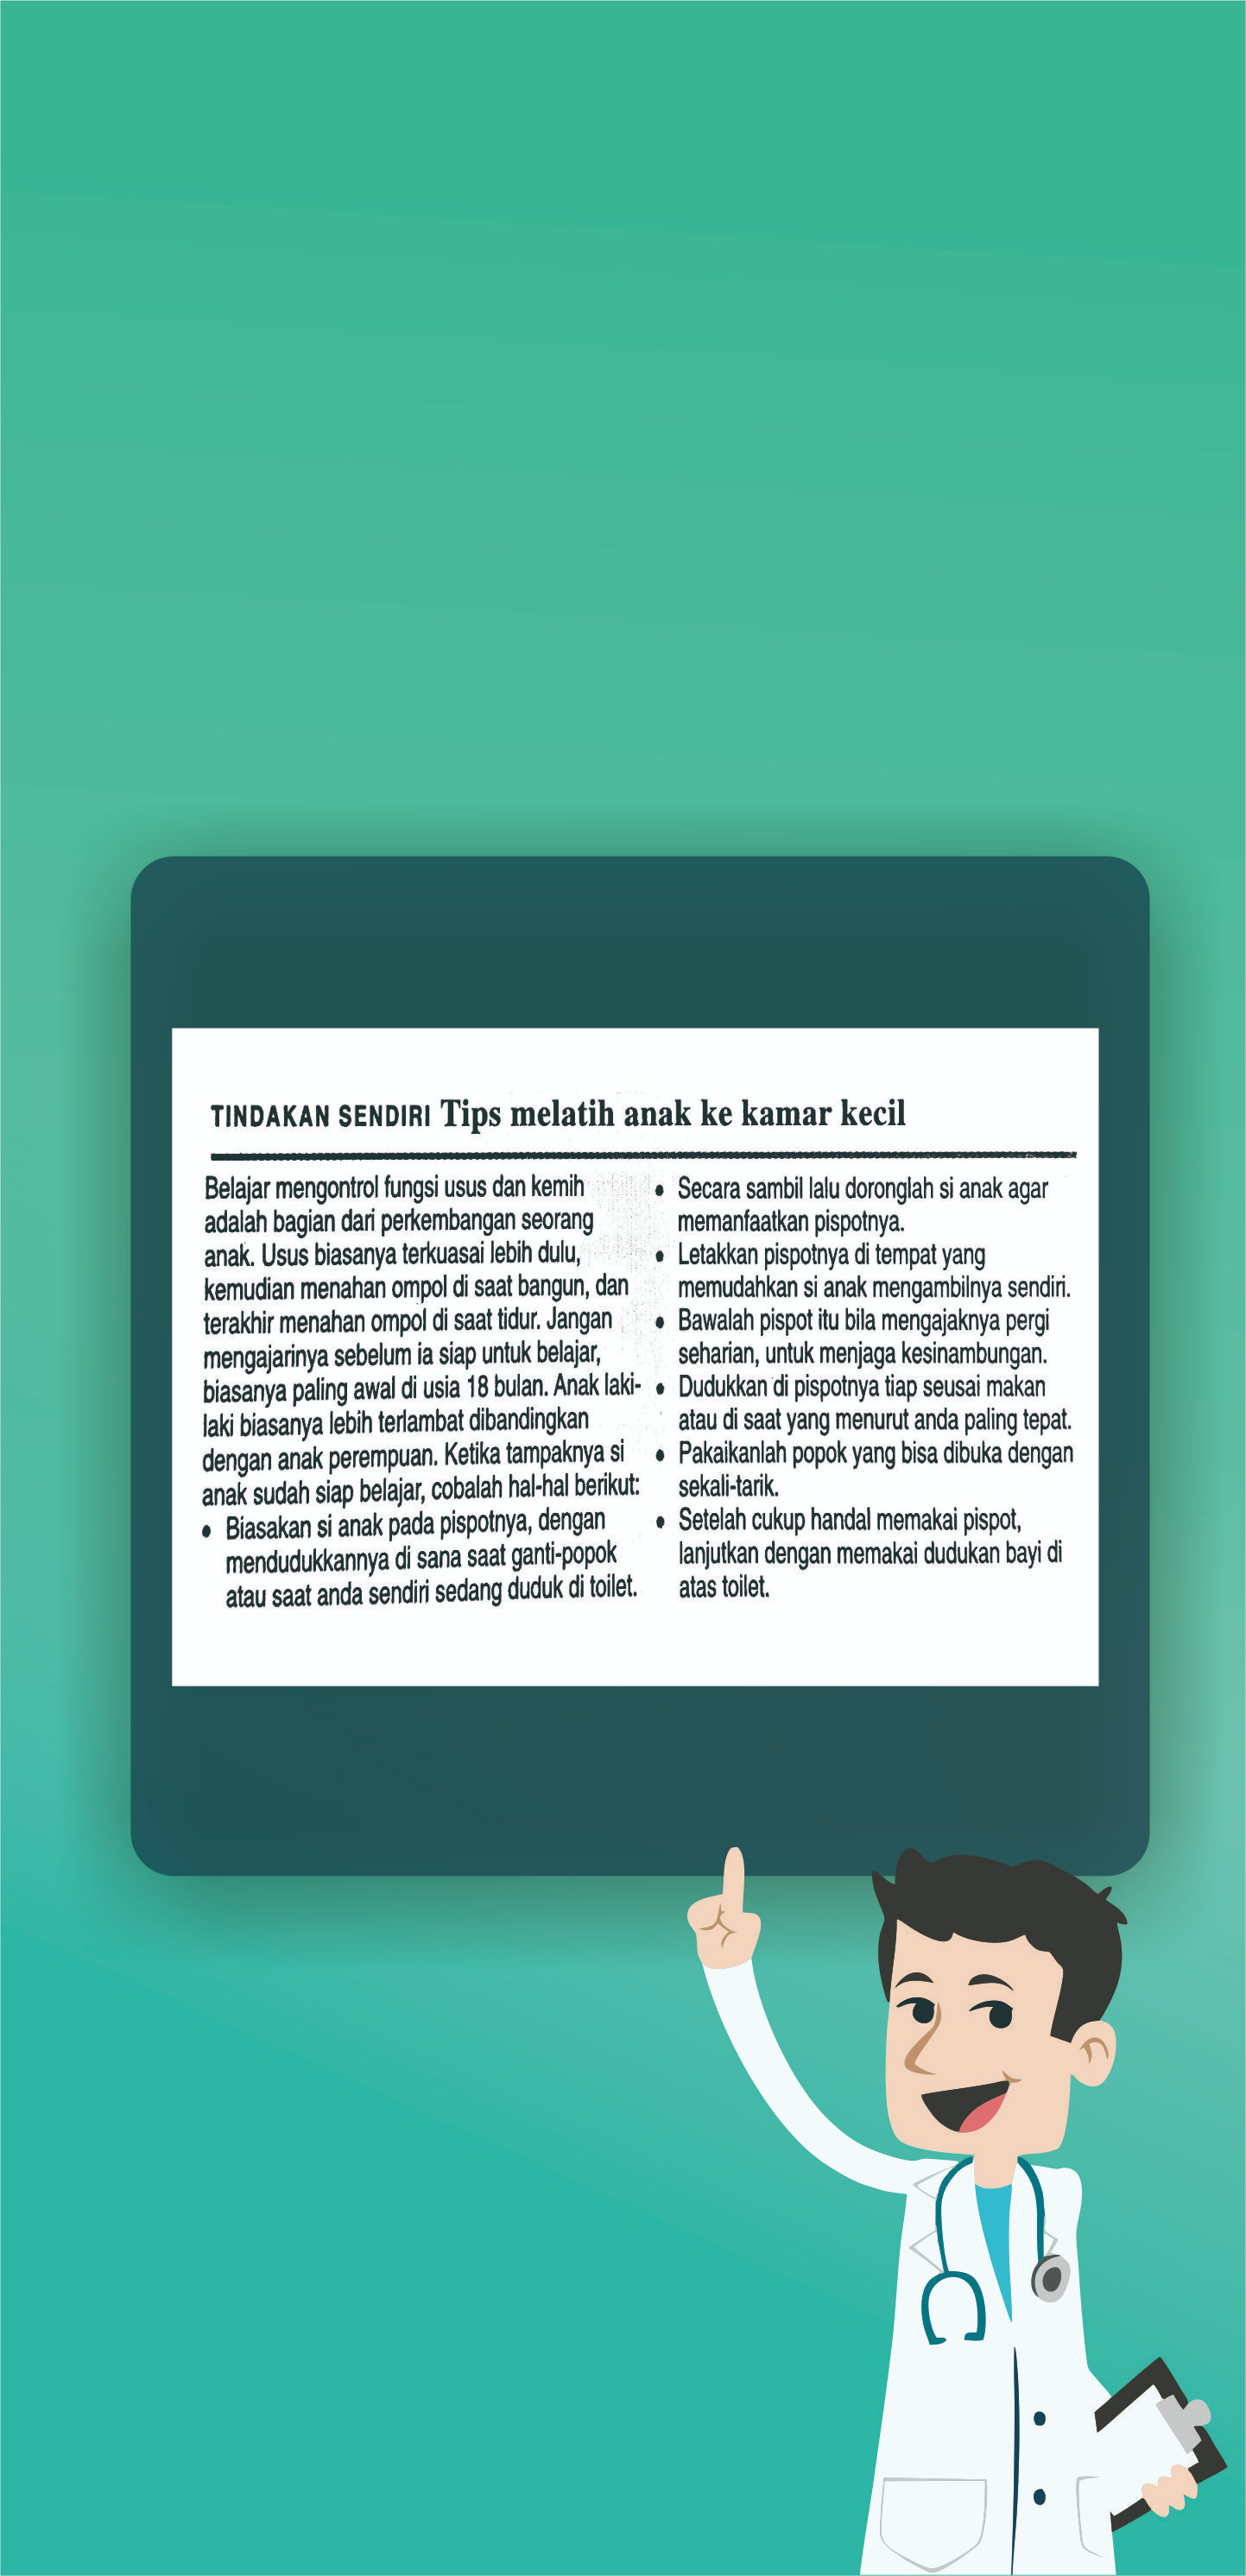 TINDAKAN SENDIRI Tips melatih anak ke kamar kecil
Belajar mengontrol fungsi usus dan kemih
adalah bagian dari perkembangan seorang
anak. Usus biasanya terkuasai lebih dulu,
kemudian menahan ompol di saat bangun, dan
terakhir menahan ompol di saat tidur. Jangan
mengajarinya sebelum ia siap untuk belajar,
biasanya paling awal di usia 18 bulan. Anak laki-
laki biasanya lebih terlambat dibandingkan
dengan anak perempuan. Ketika tampaknya si
anak sudah siap belajar, cobalah hal-hal berikut:
• Biasakan si anak pada pispotnya, dengan
mendudukkannya di sana saat ganti-popok
atau saat anda sendiri sedang duduk di toilet.
• Secara sambil lalu doronglah si anak agar
memanfaatkan pispotnya.
• Letakkan pispotnya di tempat yang
memudahkan si anak mengambilnya sendiri.
• Bawalah pispot itu bila mengajaknya pergi
seharian, untuk menjaga kesinambungan.
• Dudukkan di pispotnya tiap seusai makan
atau di saat yang menurut anda paling tepat.
• Pakaikanlah popok yang bisa dibuka dengan
sekali-tarik.
• Setelah cukup handal memakai pispot,
lanjutkan dengan memakai dudukan bayi di
atas toilet.